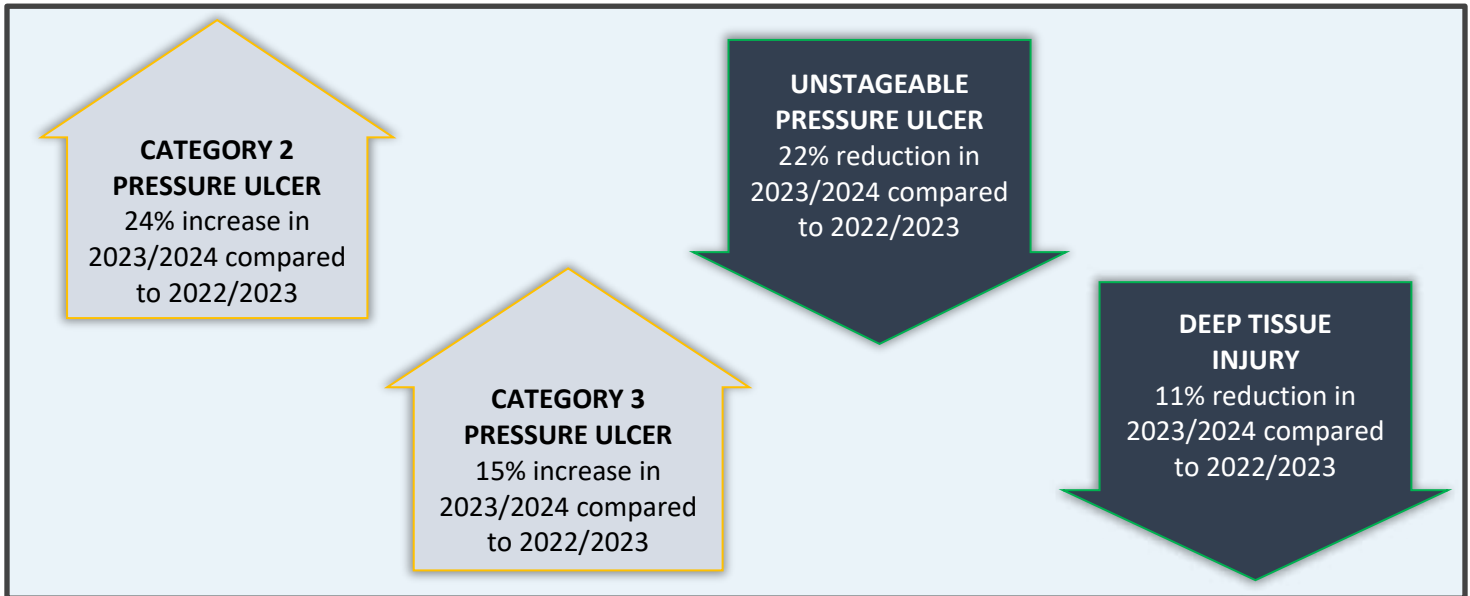 CATEGORY 2
PRESSURE ULCER
24% increase in
2023/2024 compared
to 2022/2023
CATEGORY 3
PRESSURE ULCER
15% increase in
2023/2024 compared
to 2022/2023
UNSTAGEABLE
PRESSURE ULCER
22% reduction in
2023/2024 compared
to 2022/2023
DEEP TISSUE
INJURY
11% reduction in
2023/2024 compared
to 2022/2023